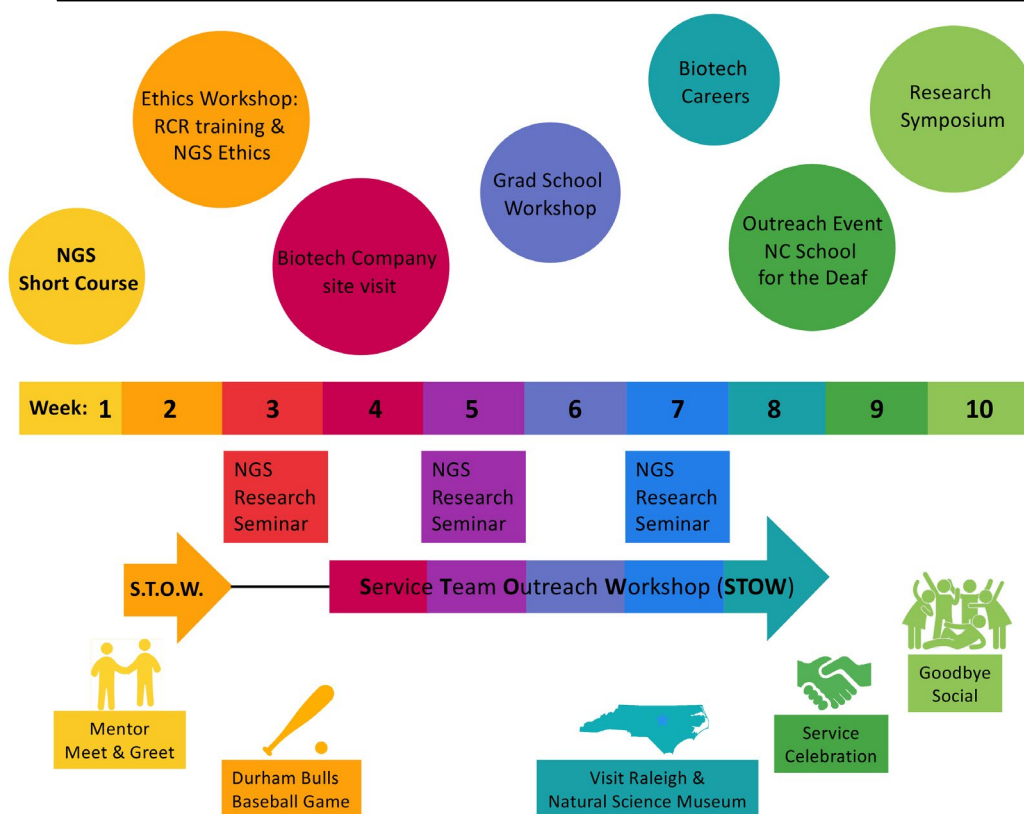 Biotech
Careers
Ethics Workshop:
RCR training &
NGS Ethics
Research
Symposium
Grad School
Workshop
NGS
Short Course
Biotech Company
site visit
Outreach Event
NC School
for the Deaf
Week: 1 2 3 4 5 6 7 8 9 10
NGS
Research
Seminar
NGS
Research
Seminar
NGS
Research
Seminar
S.T.O.W.
Service Team Outreach Workshop (STOW)
Mentor
Meet & Greet
Durham Bulls
Baseball Game
Visit Raleigh &
Natural Science Museum
Service
Celebration
Goodbye
Social